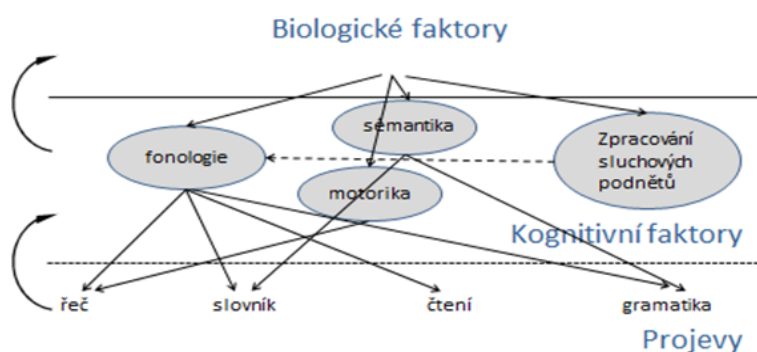 Biologické faktory
sémantika
fonologie
Zpracování
sluchových
podnětů
motorika
Kognitivní faktory
řeč
slovník
čtení
gramatika
Projevy